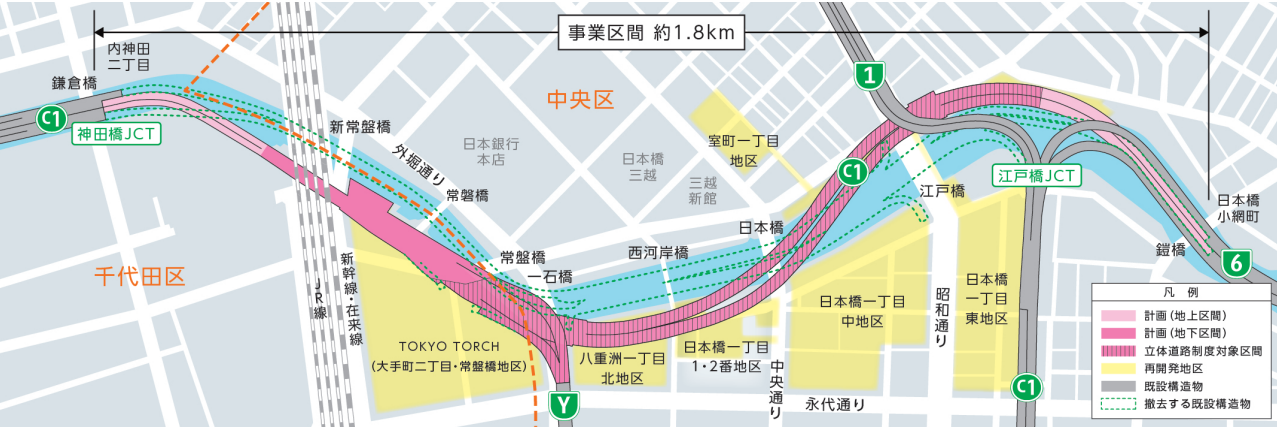 事業区間 約1.8km
内神田
二丁目
鎌倉橋
C1
神田橋JCT
新常盤橋
外堀通り
常磐橋
中央区
日本銀行
本店
日本橋
三越
三越
新館
室町一丁目
地区
1
C1
江戸橋
江戸橋JCT
日本橋
小網町
鎧橋
6
千代田区
JR線
新幹線・在来線
常盤橋
一石橋
西河岸橋
日本橋
TOKYO TORCH
(大手町二丁目・常盤橋地区)
八重洲一丁目
北地区
日本橋一丁目
1・2番地区
中央通り
日本橋一丁目
中地区
昭和通り
日本橋
一丁目
東地区
永代通り
Y
C1
凡 例
計画(地上区間)
計画(地下区間)
立体道路制度対象区間
再開発地区
既設構造物
撤去する既設構造物